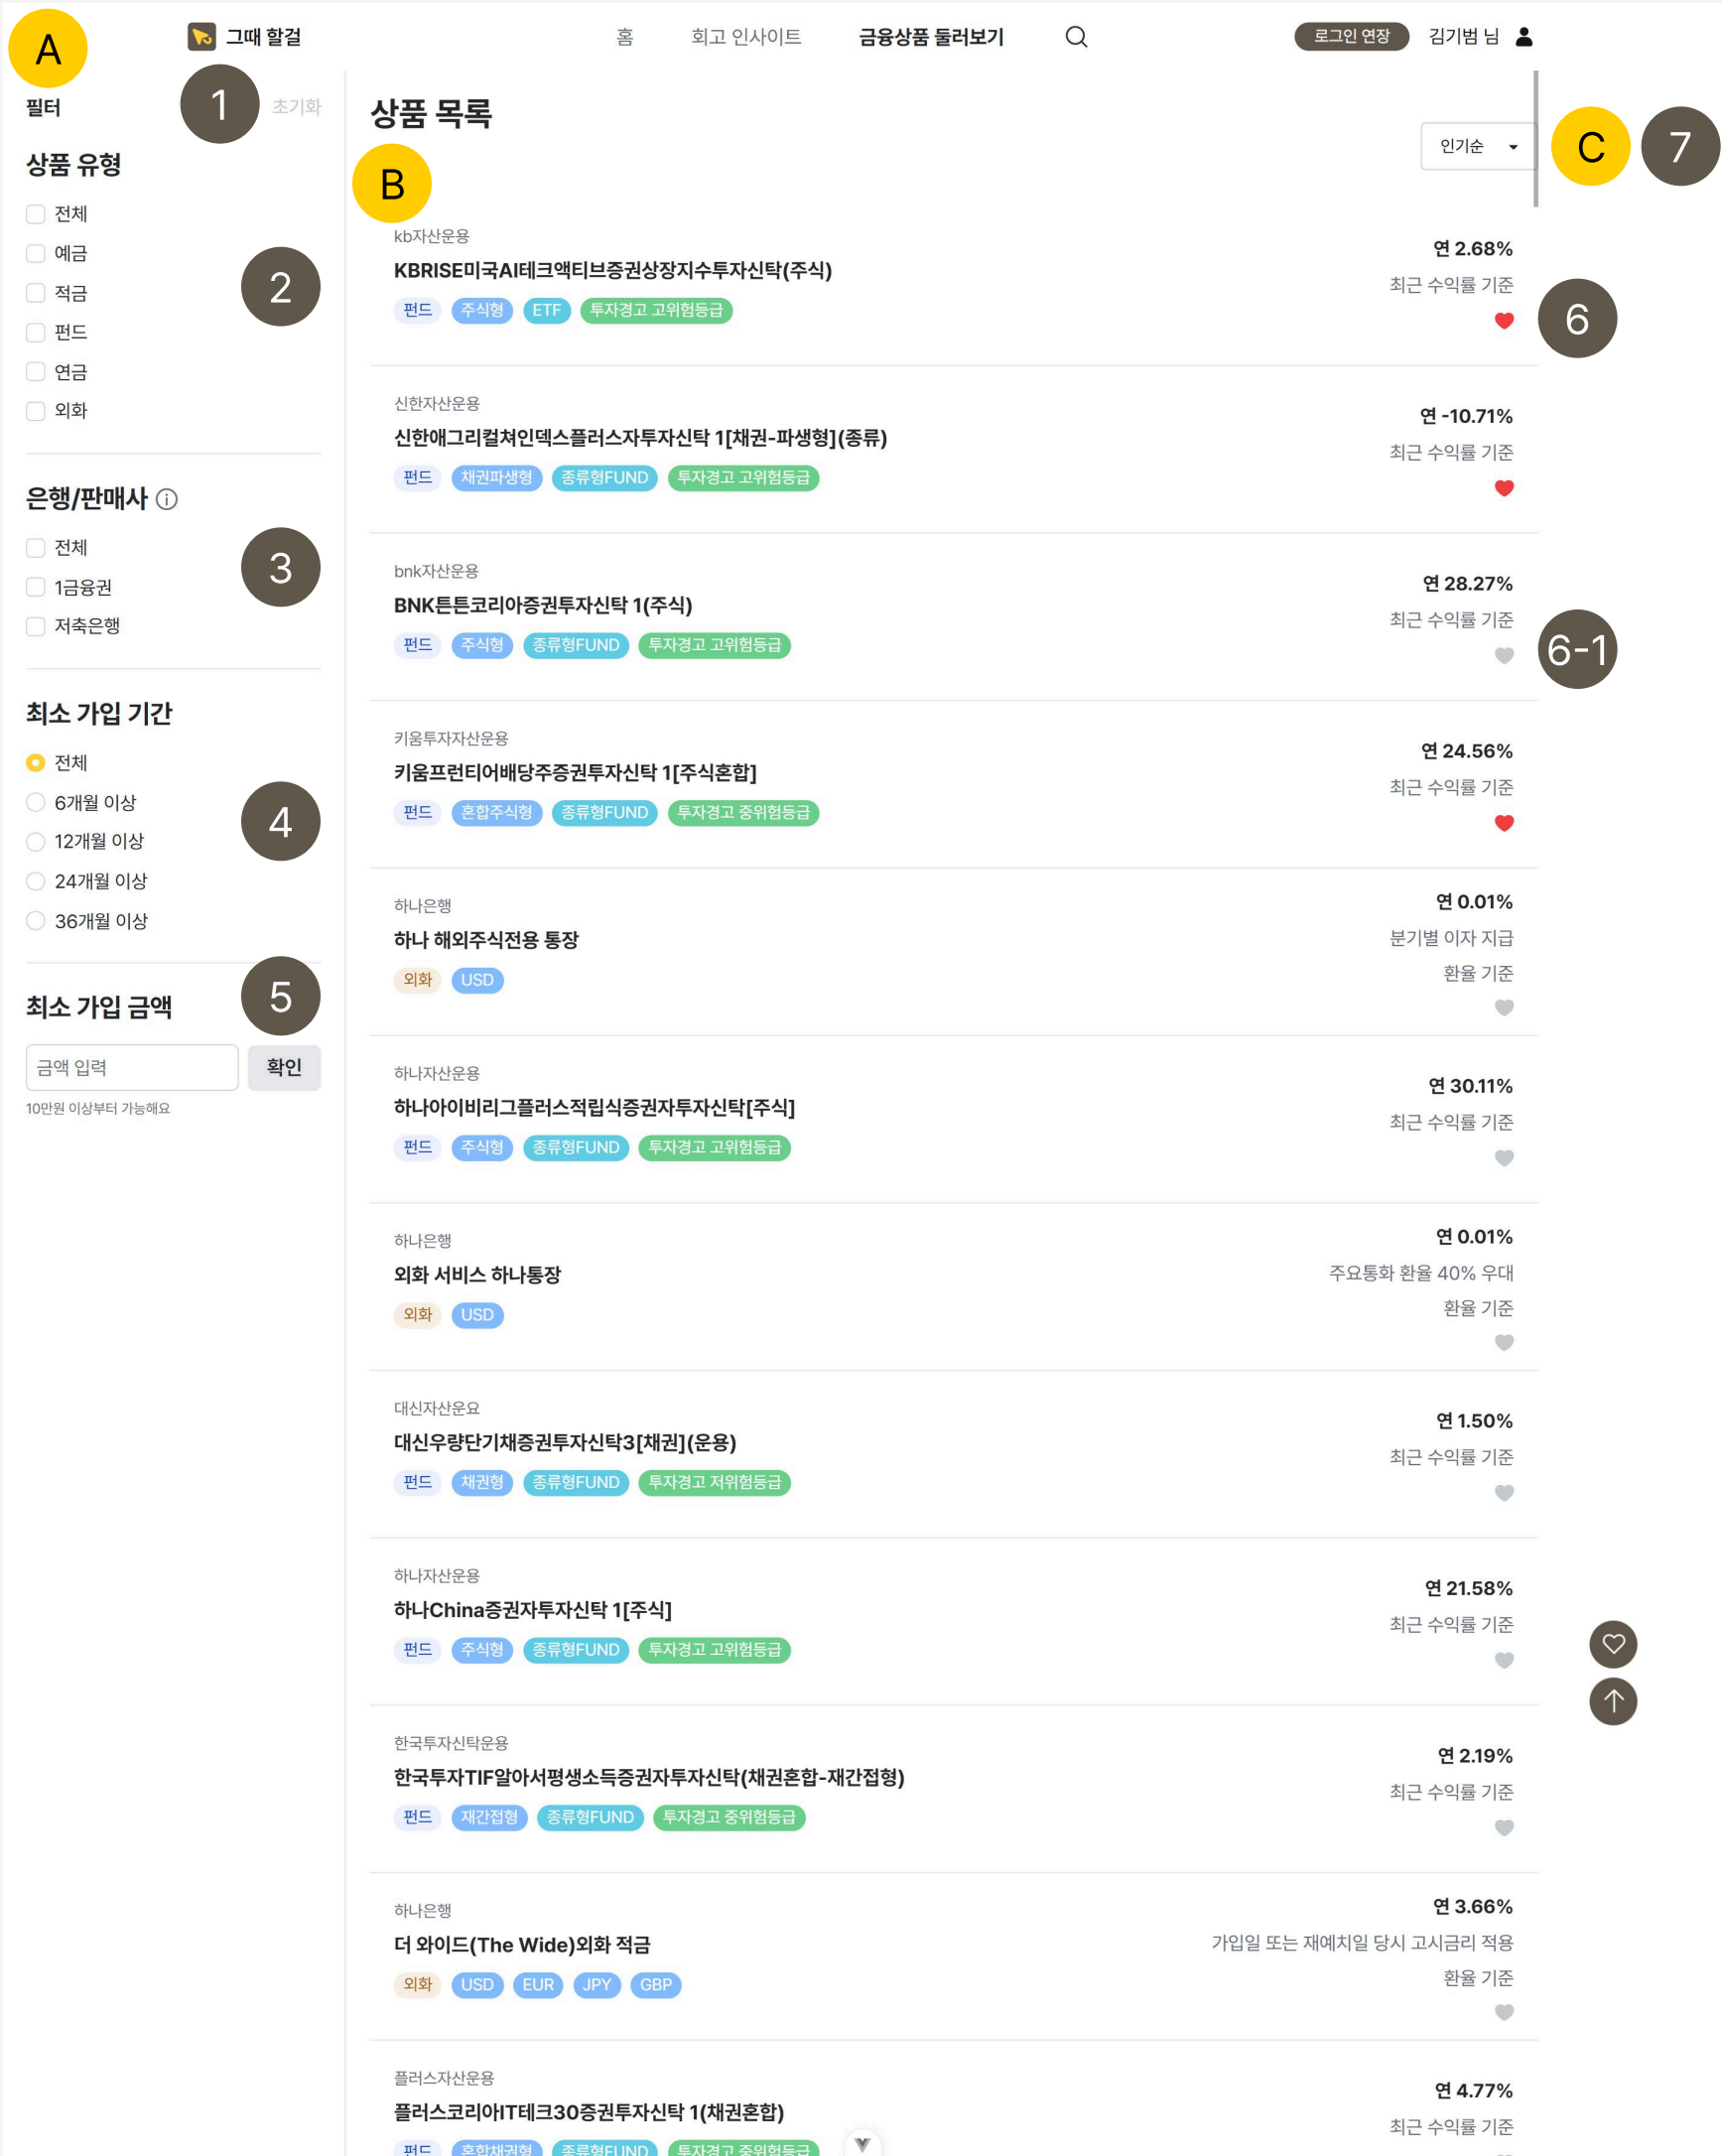 A
그때 할걸
홈
회고 인사이트
금융상품 둘러보기
로그인 연장
김기범 님
필터
1
초기화
상품 유형
전체
예금
적금
펀드
연금
외화
2
은행/판매사
전체
1금융권
저축은행
3
최소 가입 기간
전체
6개월 이상
12개월 이상
24개월 이상
36개월 이상
4
최소 가입 금액
5
금액 입력
확인
10만원 이상부터 가능해요
상품 목록
인기순
C
7
B
kb자산운용
KBRISE미국AI테크액티브증권상장지수투자신탁(주식)
펀드 주식형 ETF 투자경고 고위험등급
연 2.68%
최근 수익률 기준
6
신한자산운용
신한애그리컬쳐인덱스플러스자투자신탁 1[채권-파생형](종류)
펀드 채권파생형 종류형FUND 투자경고 고위험등급
연 -10.71%
최근 수익률 기준
bnk자산운용
BNK튼튼코리아증권투자신탁 1(주식)
펀드 주식형 종류형FUND 투자경고 고위험등급
연 28.27%
최근 수익률 기준
6-1
키움투자자산운용
키움프런티어배당주증권투자신탁 1[주식혼합]
펀드 혼합주식형 종류형FUND 투자경고 중위험등급
연 24.56%
최근 수익률 기준
하나은행
하나 해외주식전용 통장
외화 USD
연 0.01%
분기별 이자 지급
환율 기준
하나자산운용
하나아이비리그플러스적립식증권자투자신탁[주식]
펀드 주식형 종류형FUND 투자경고 고위험등급
연 30.11%
최근 수익률 기준
하나은행
외화 서비스 하나통장
외화 USD
연 0.01%
주요통화 환율 40% 우대
환율 기준
대신자산운요
대신우량단기채증권투자신탁3[채권](운용)
펀드 채권형 종류형FUND 투자경고 저위험등급
연 1.50%
최근 수익률 기준
하나자산운용
하나China증권자투자신탁 1[주식]
펀드 주식형 종류형FUND 투자경고 고위험등급
연 21.58%
최근 수익률 기준
한국투자신탁운용
한국투자TIF알아서평생소득증권자투자신탁(채권혼합-재간접형)
펀드 재간접형 종류형FUND 투자경고 중위험등급
연 2.19%
최근 수익률 기준
하나은행
더 와이드(The Wide)외화 적금
외화 USD EUR JPY GBP
연 3.66%
가입일 또는 재예치일 당시 고시금리 적용
환율 기준
플러스자산운용
플러스코리아IT테크30증권투자신탁 1(채권혼합)
펀드 혼합채권형 종류형FUND 투자경고 중위험등급
연 4.77%
최근 수익률 기준